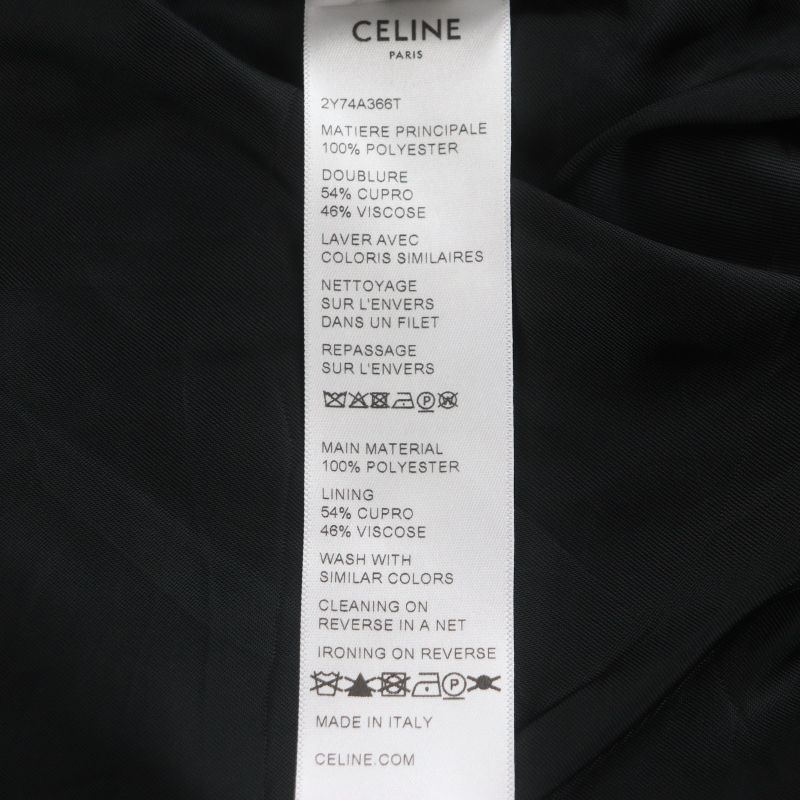 CELINE
PARIS
2Y74A366T
MATIERE PRINCIPALE
100% POLYESTER
DOUBLURE
54% CUPRO
46% VISCOSE
LAVER AVEC
COLORIS SIMILAIRES
NETTOYAGE
SUR L'ENVERS
DANS UN FILET
REPASSAGE
SUR L'ENVERS
P W
MAIN MATERIAL
100% POLYESTER
LINING
54% CUPRO
46% VISCOSE
WASH WITH
SIMILAR COLORS
CLEANING ON
REVERSE IN A NET
IRONING ON REVERSE
P
MADE IN ITALY
CELINE.COM